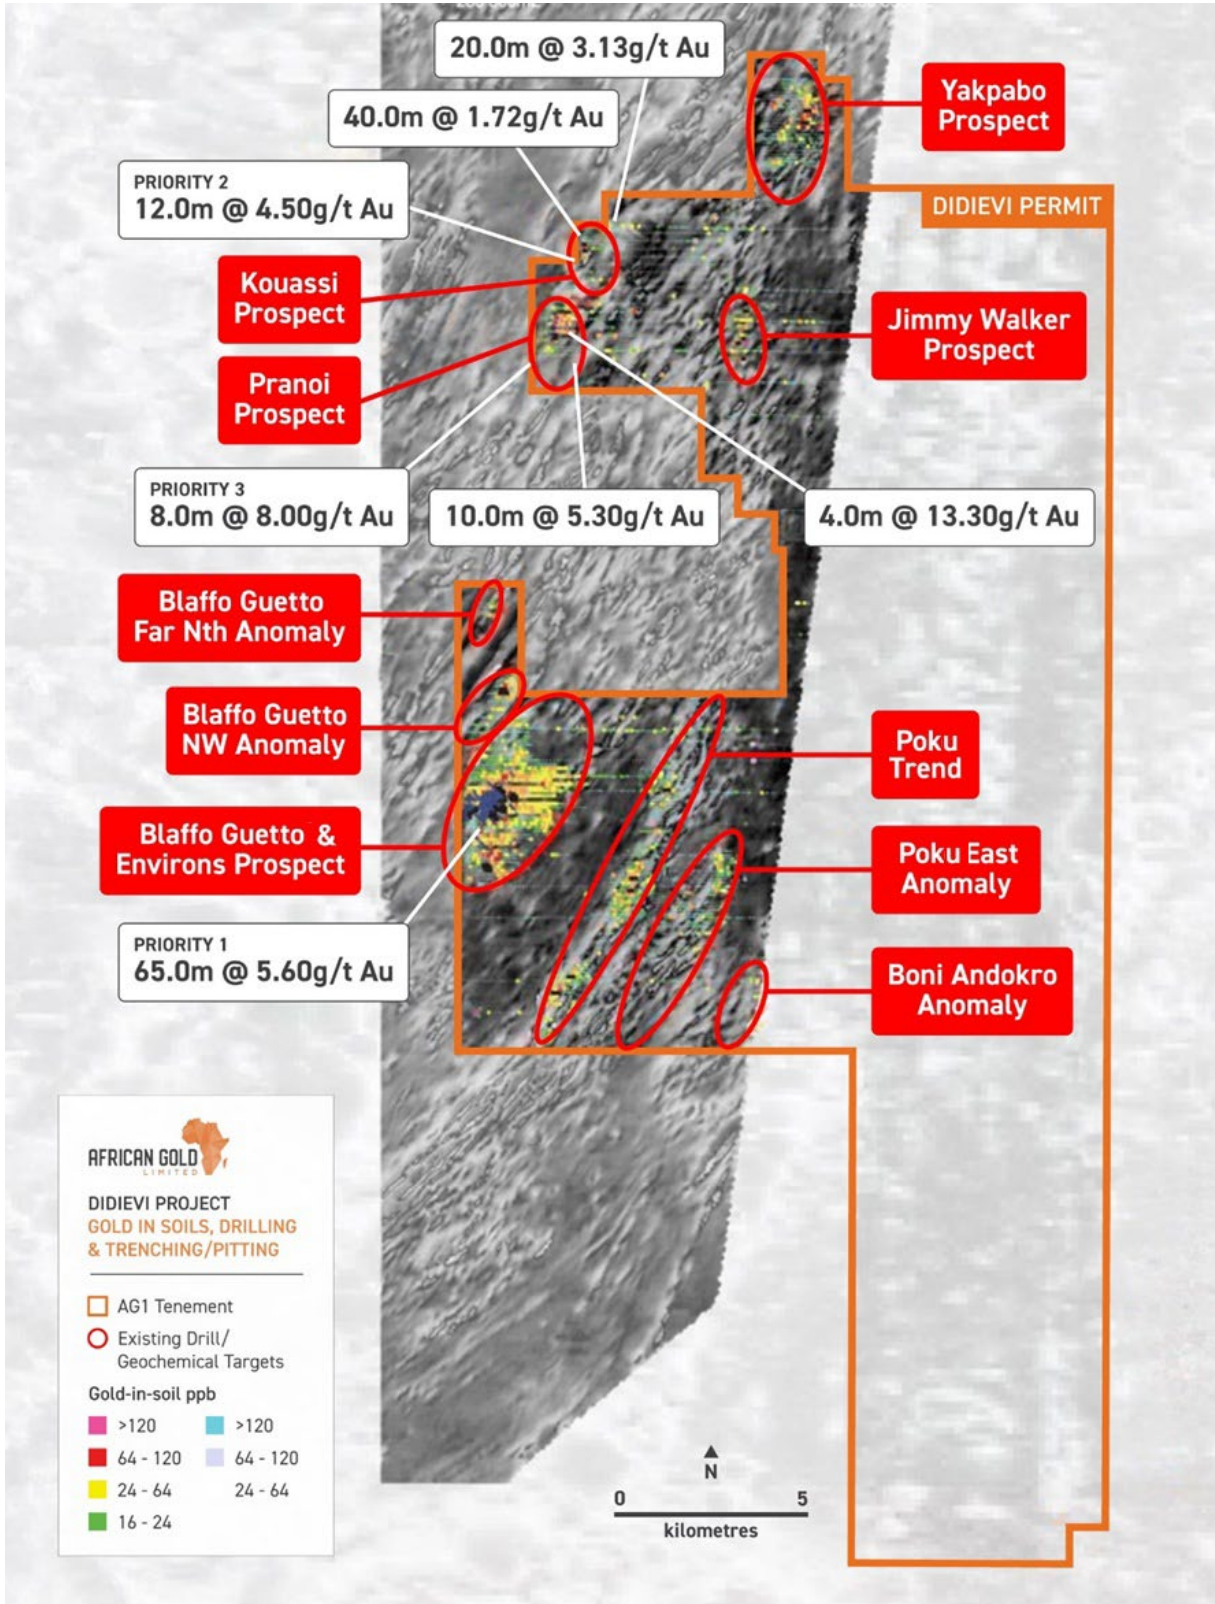 20.0m @ 3.13g/t Au
40.0m @ 1.72g/t Au
Yakpabo
Prospect
PRIORITY 2
12.0m @ 4.50g/t Au
DIDIEVI PERMIT
Kouassi
Prospect
Jimmy Walker
Prospect
Pranoi
Prospect
PRIORITY 3
8.0m @ 8.00g/t Au
10.0m @ 5.30g/t Au
4.0m @ 13.30g/t Au
Blaffo Guetto
Far Nth Anomaly
Blaffo Guetto
NW Anomaly
Poku
Trend
Blaffo Guetto &
Environs Prospect
Poku East
Anomaly
PRIORITY 1
65.0m @ 5.60g/t Au
Boni Andokro
Anomaly
AFRICAN GOLD
LIMITED
DIDIEVI PROJECT
GOLD IN SOILS, DRILLING
& TRENCHING/PITTING
AG1 Tenement
Existing Drill/
Geochemical Targets
Gold-in-soil ppb
>120 >120
64 - 120 64 - 120
24 - 64 24 - 64
16 - 24
N
0 5
kilometres